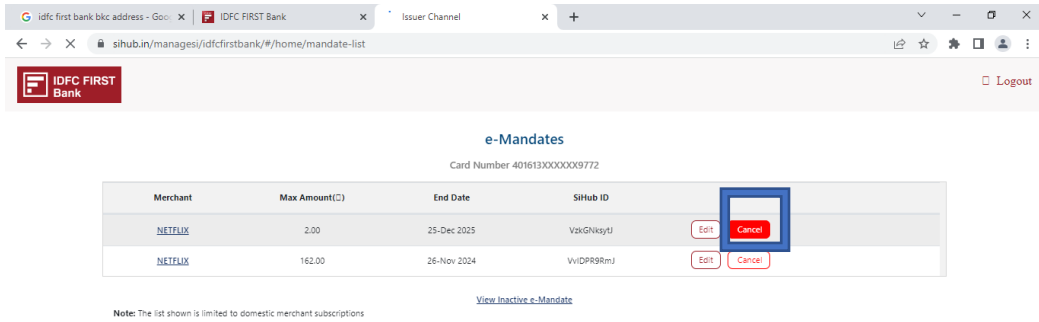 idfc first bank bkc address - Goo
IDFC FIRST Bank
Issuer Channel
sihub.in/managesi/idfcfirstbank/#/home/mandate-list
IDFC FIRST
Bank
Logout
e-Mandates
Card Number 401613XXXXXX9772
Merchant Max Amount(▯) End Date SiHub ID
NETFLIX 2.00 25-Dec 2025 VzkGNksytJ Edit Cancel
NETFLIX 162.00 26-Nov 2024 VvIDPR9RmJ Edit Cancel
View Inactive e-Mandate
Note: The list shown is limited to domestic merchant subscriptions